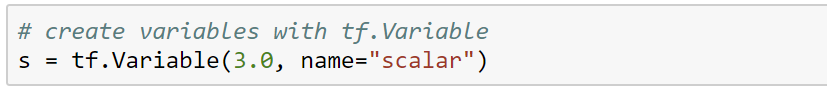 # create variables with tf.Variable
s = tf.Variable(3.0, name="scalar")